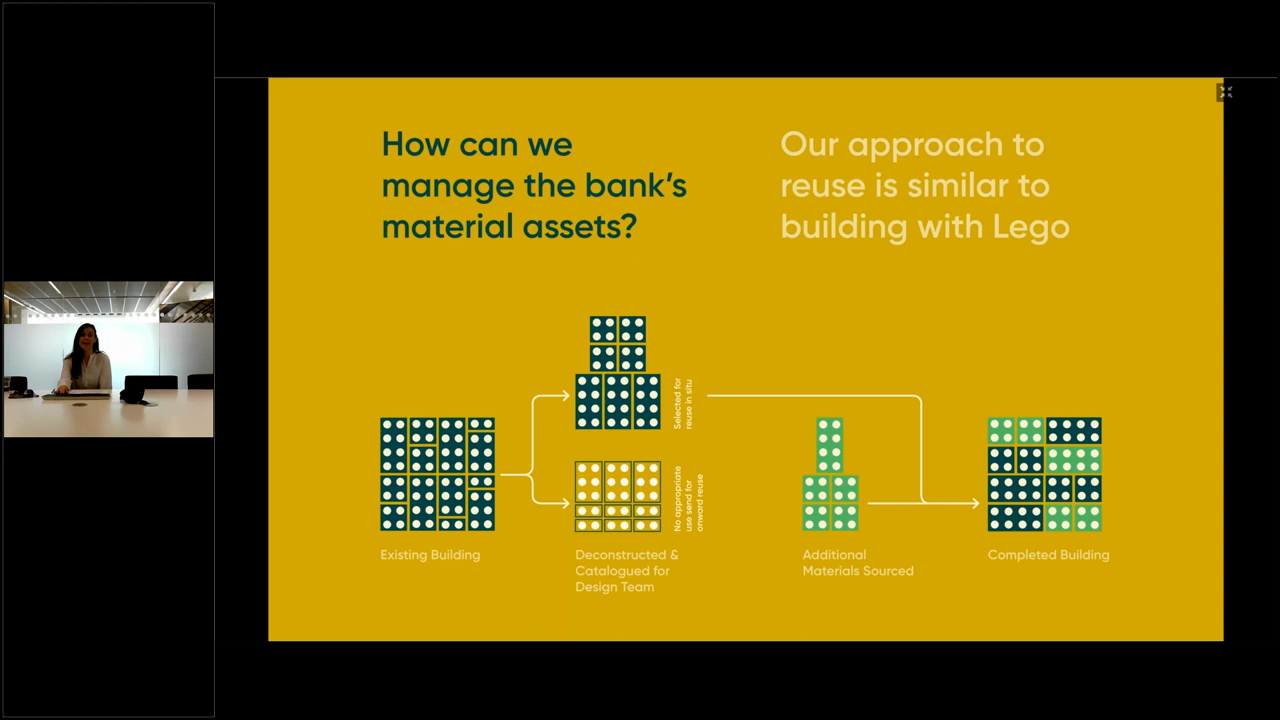 How can we
manage the bank's
material assets?
Our approach to
reuse is similar to
building with Lego
Selected for
reuse in situ
No appropriate
use send for
onward reuse
Existing Building
Deconstructed &
Catalogued for
Design Team
Additional
Materials Sourced
Completed Building